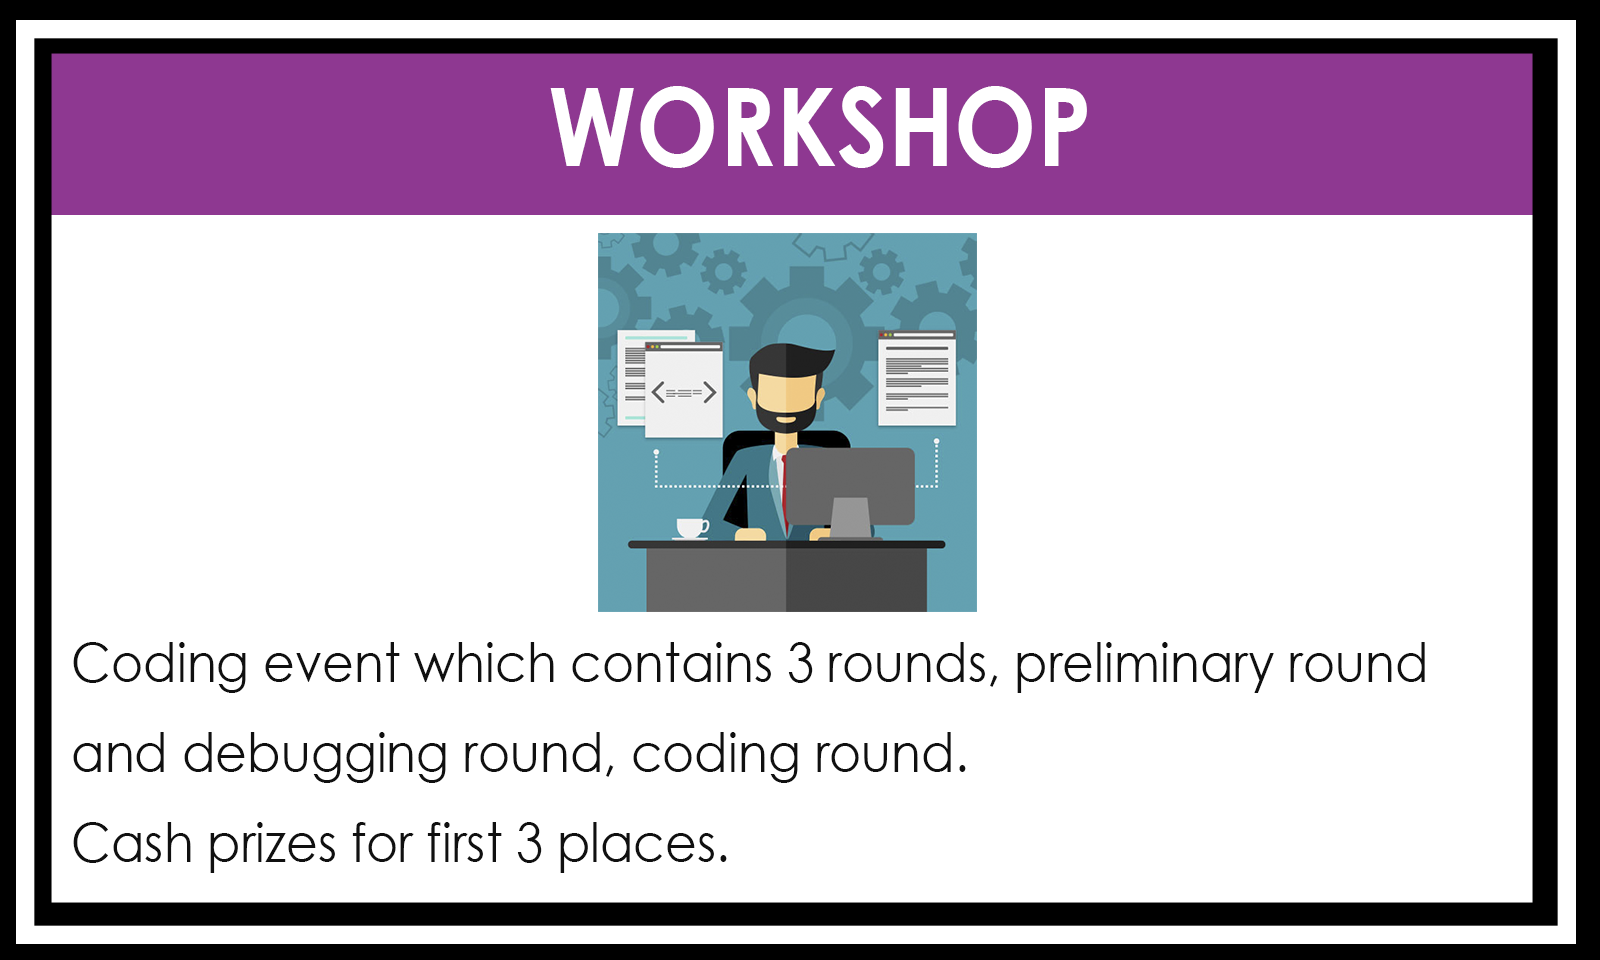 WORKSHOP
Coding event which contains 3 rounds, preliminary round
and debugging round, coding round.
Cash prizes for first 3 places.